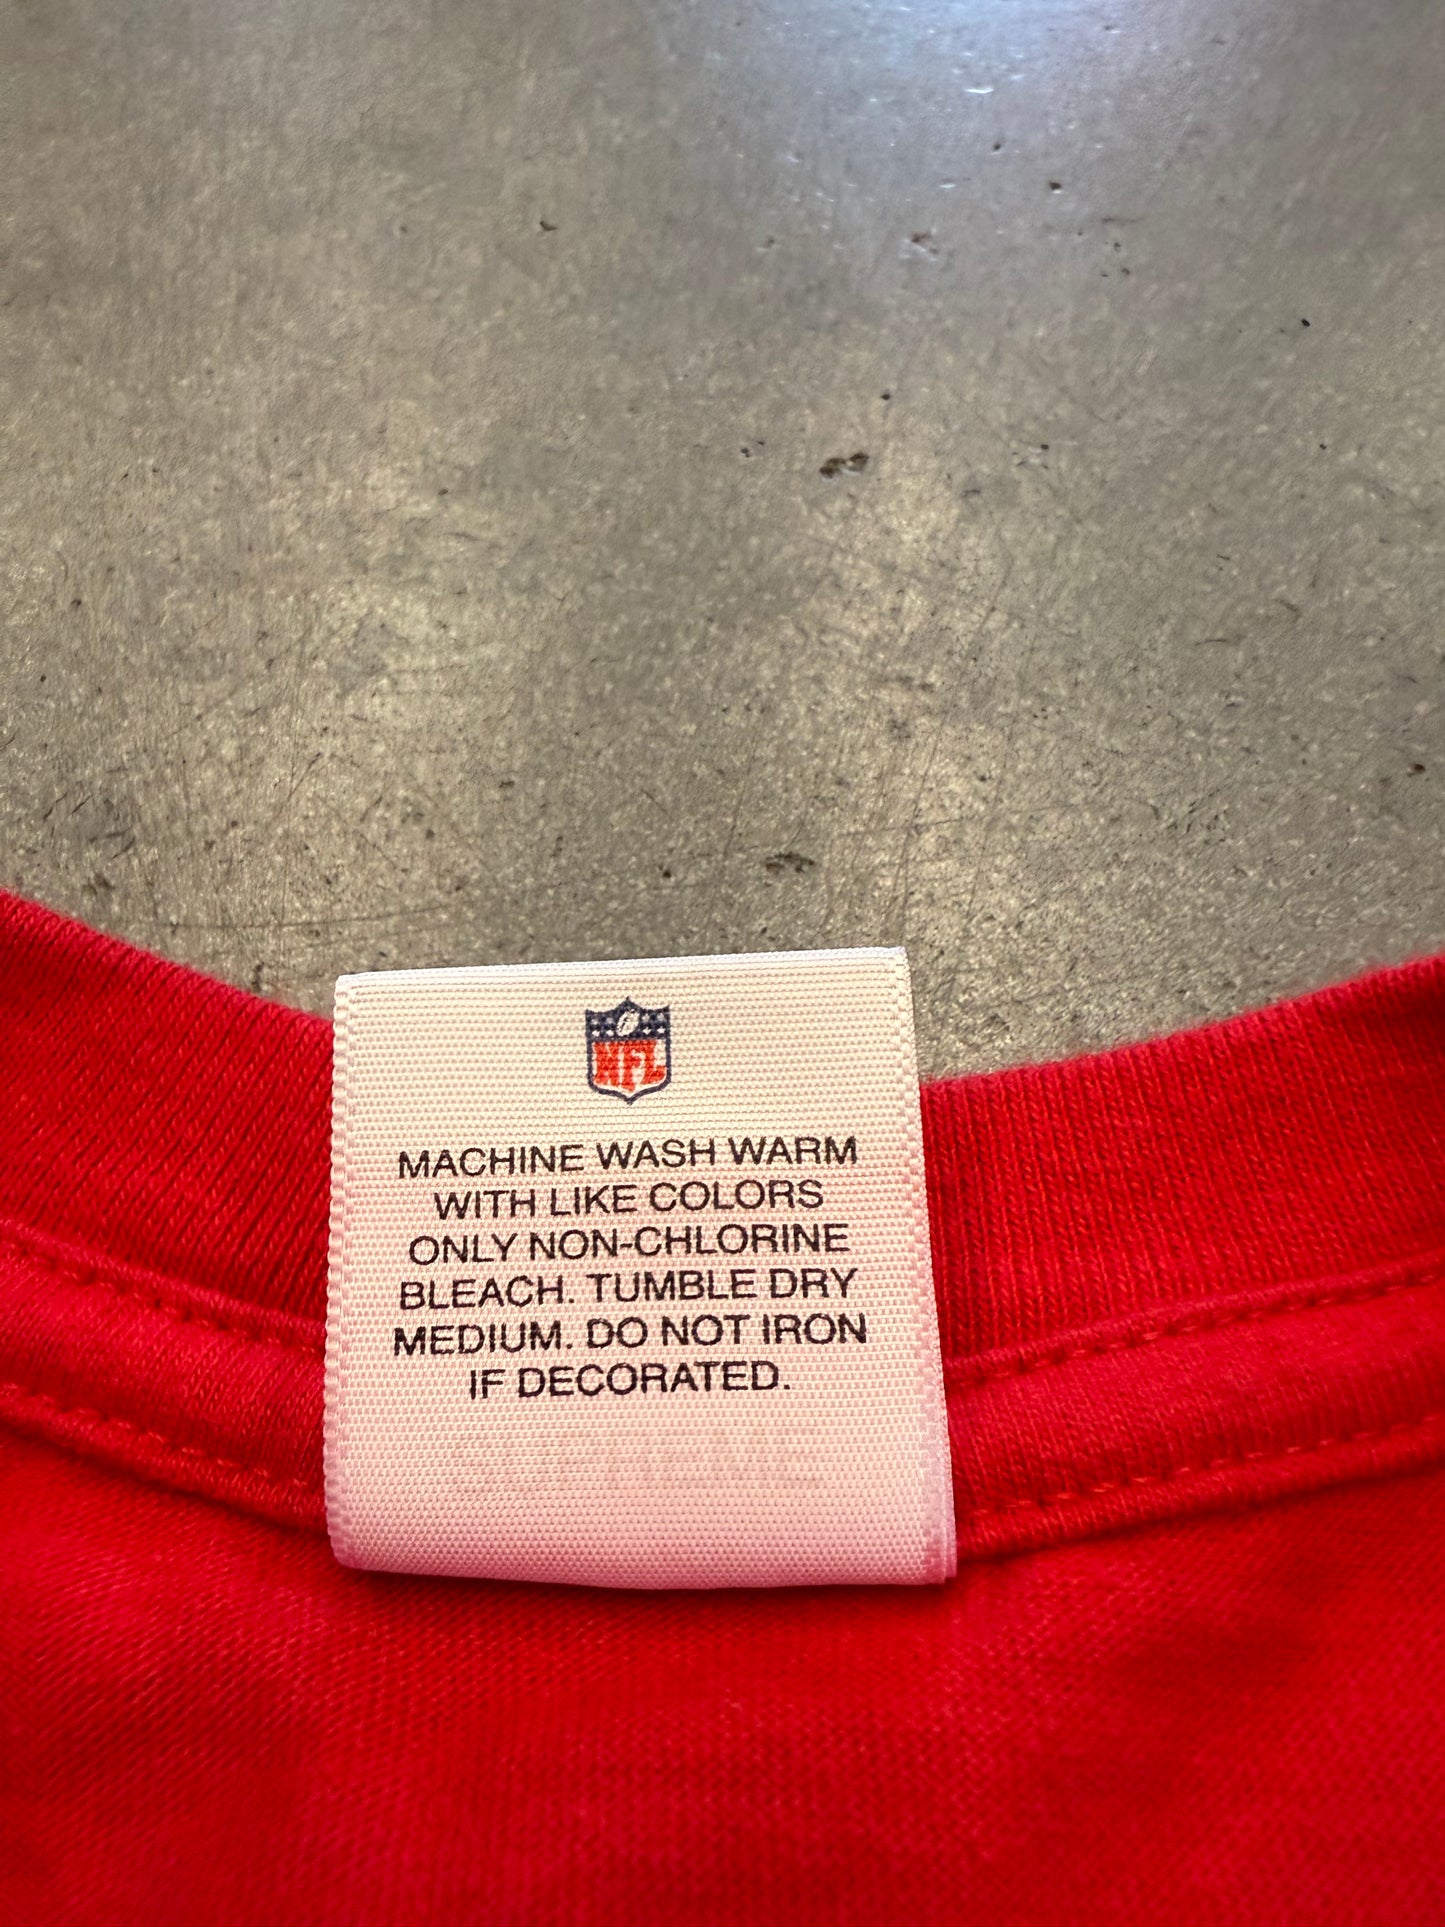 NFL
MACHINE WASH WARM
WITH LIKE COLORS
ONLY NON-CHLORINE
BLEACH. TUMBLE DRY
MEDIUM. DO NOT IRON
IF DECORATED.